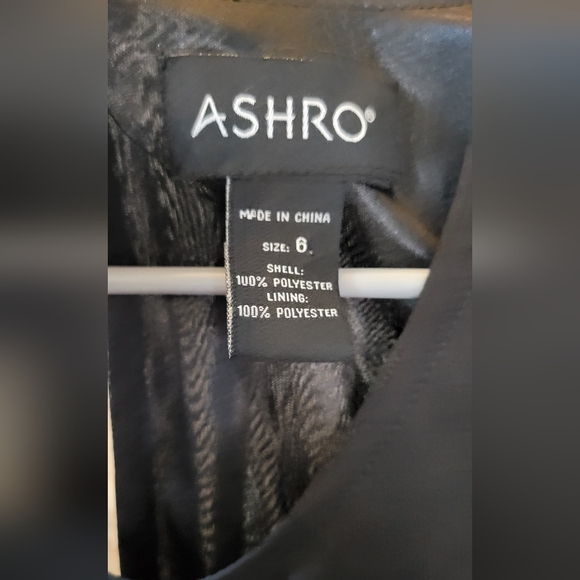 ASHRO®
MADE IN CHINA
SIZE: 6
SHELL:
100% POLYESTER
LINING:
100% POLYESTER